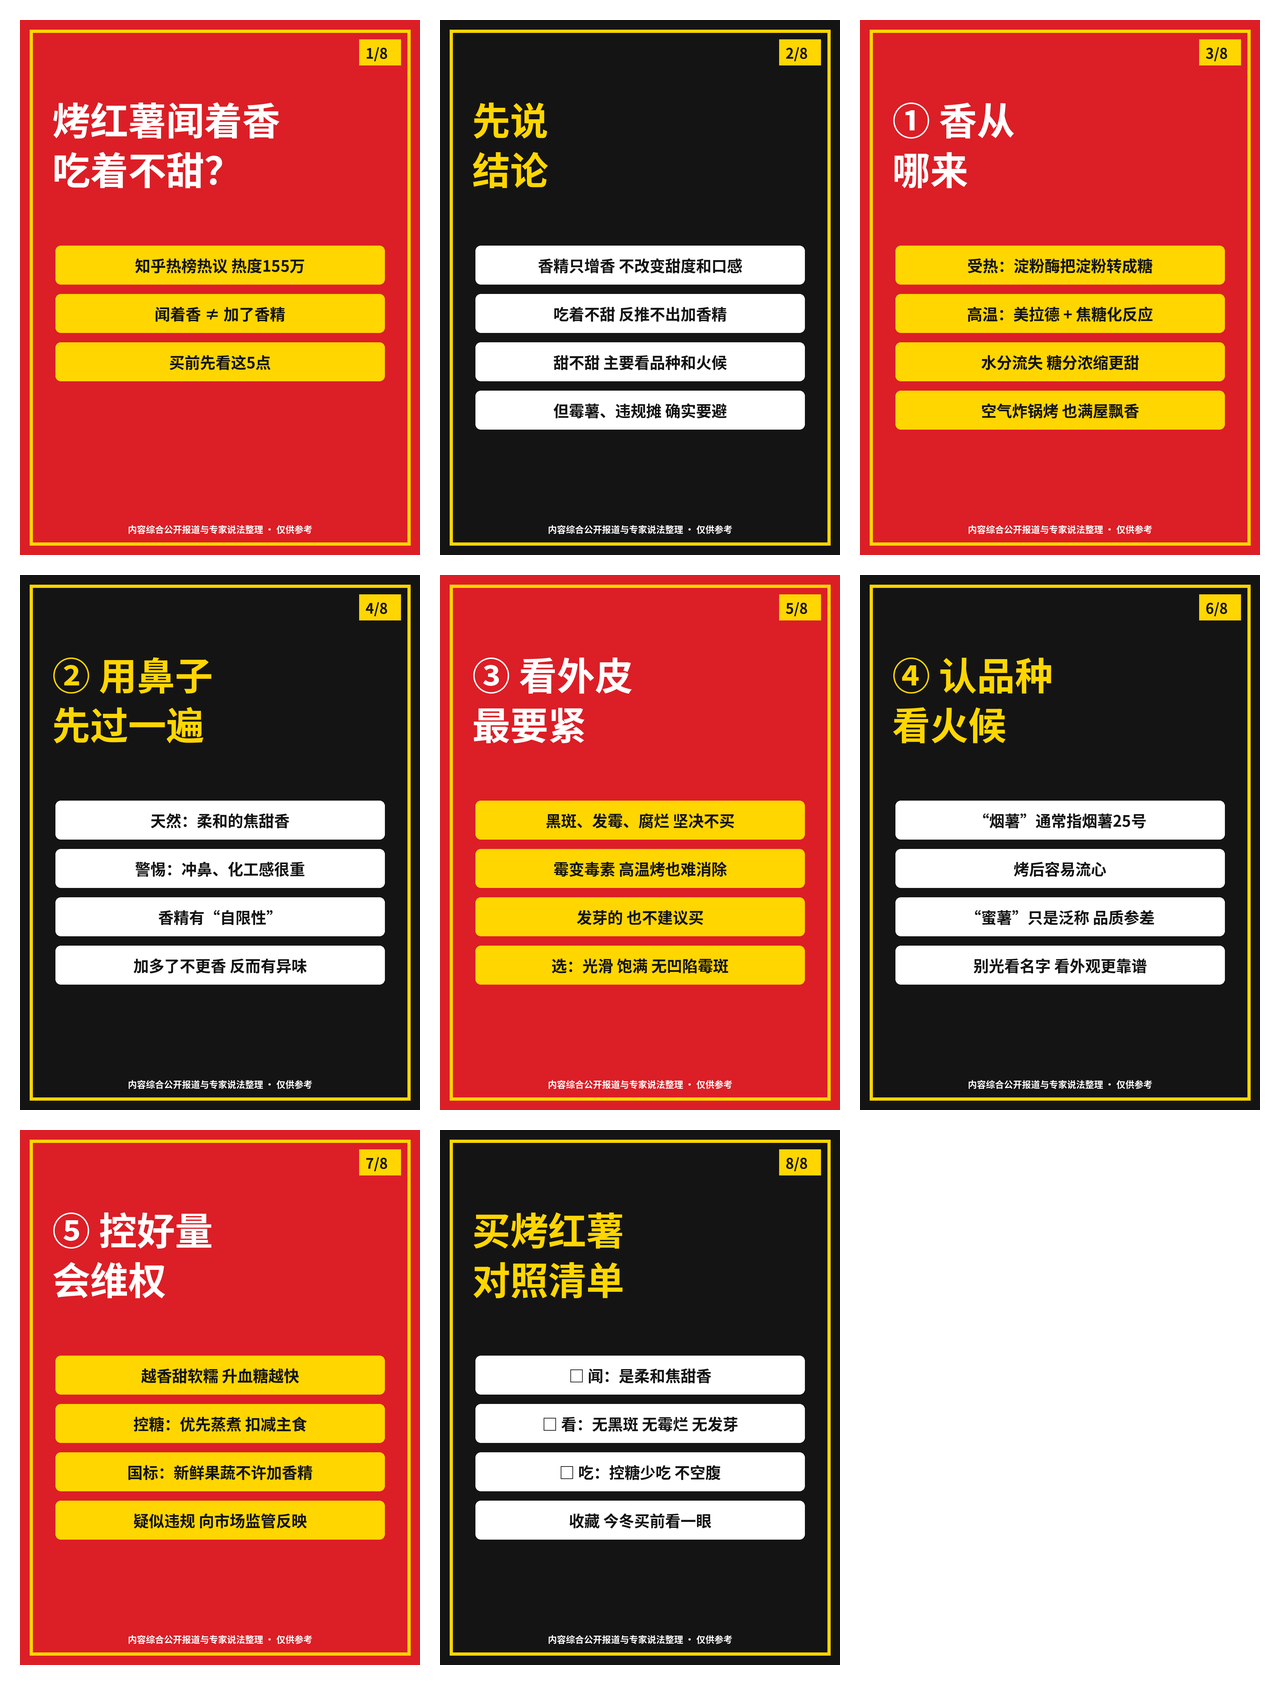 1/8
烤红薯闻着香
吃着不甜？
知乎热榜热议 热度155万
闻着香 ≠ 加了香精
买前先看这5点
内容综合公开报道与专家说法整理 · 仅供参考
2/8
先说
结论
香精只增香 不改变甜度和口感
吃着不甜 反推不出加香精
甜不甜 主要看品种和火候
但霉薯、违规摊 确实要避
内容综合公开报道与专家说法整理 · 仅供参考
3/8
① 香从
哪来
受热：淀粉酶把淀粉转成糖
高温：美拉德 + 焦糖化反应
水分流失 糖分浓缩更甜
空气炸锅烤 也满屋飘香
内容综合公开报道与专家说法整理 · 仅供参考
4/8
② 用鼻子
先过一遍
天然：柔和的焦甜香
警惕：冲鼻、化工感很重
香精有“自限性”
加多了不更香 反而有异味
内容综合公开报道与专家说法整理 · 仅供参考
5/8
③ 看外皮
最要紧
黑斑、发霉、腐烂 坚决不买
霉变毒素 高温烤也难消除
发芽的 也不建议买
选：光滑 饱满 无凹陷霉斑
内容综合公开报道与专家说法整理 · 仅供参考
6/8
④ 认品种
看火候
“烟薯”通常指烟薯25号
烤后容易流心
“蜜薯”只是泛称 品质参差
别光看名字 看外观更靠谱
内容综合公开报道与专家说法整理 · 仅供参考
7/8
⑤ 控好量
会维权
越香甜软糯 升血糖越快
控糖：优先蒸煮 扣减主食
国标：新鲜果蔬不许加香精
疑似违规 向市场监管反映
内容综合公开报道与专家说法整理 · 仅供参考
8/8
买烤红薯
对照清单
□ 闻：是柔和焦甜香
□ 看：无黑斑 无霉烂 无发芽
□ 吃：控糖少吃 不空腹
收藏 今冬买前看一眼
内容综合公开报道与专家说法整理 · 仅供参考